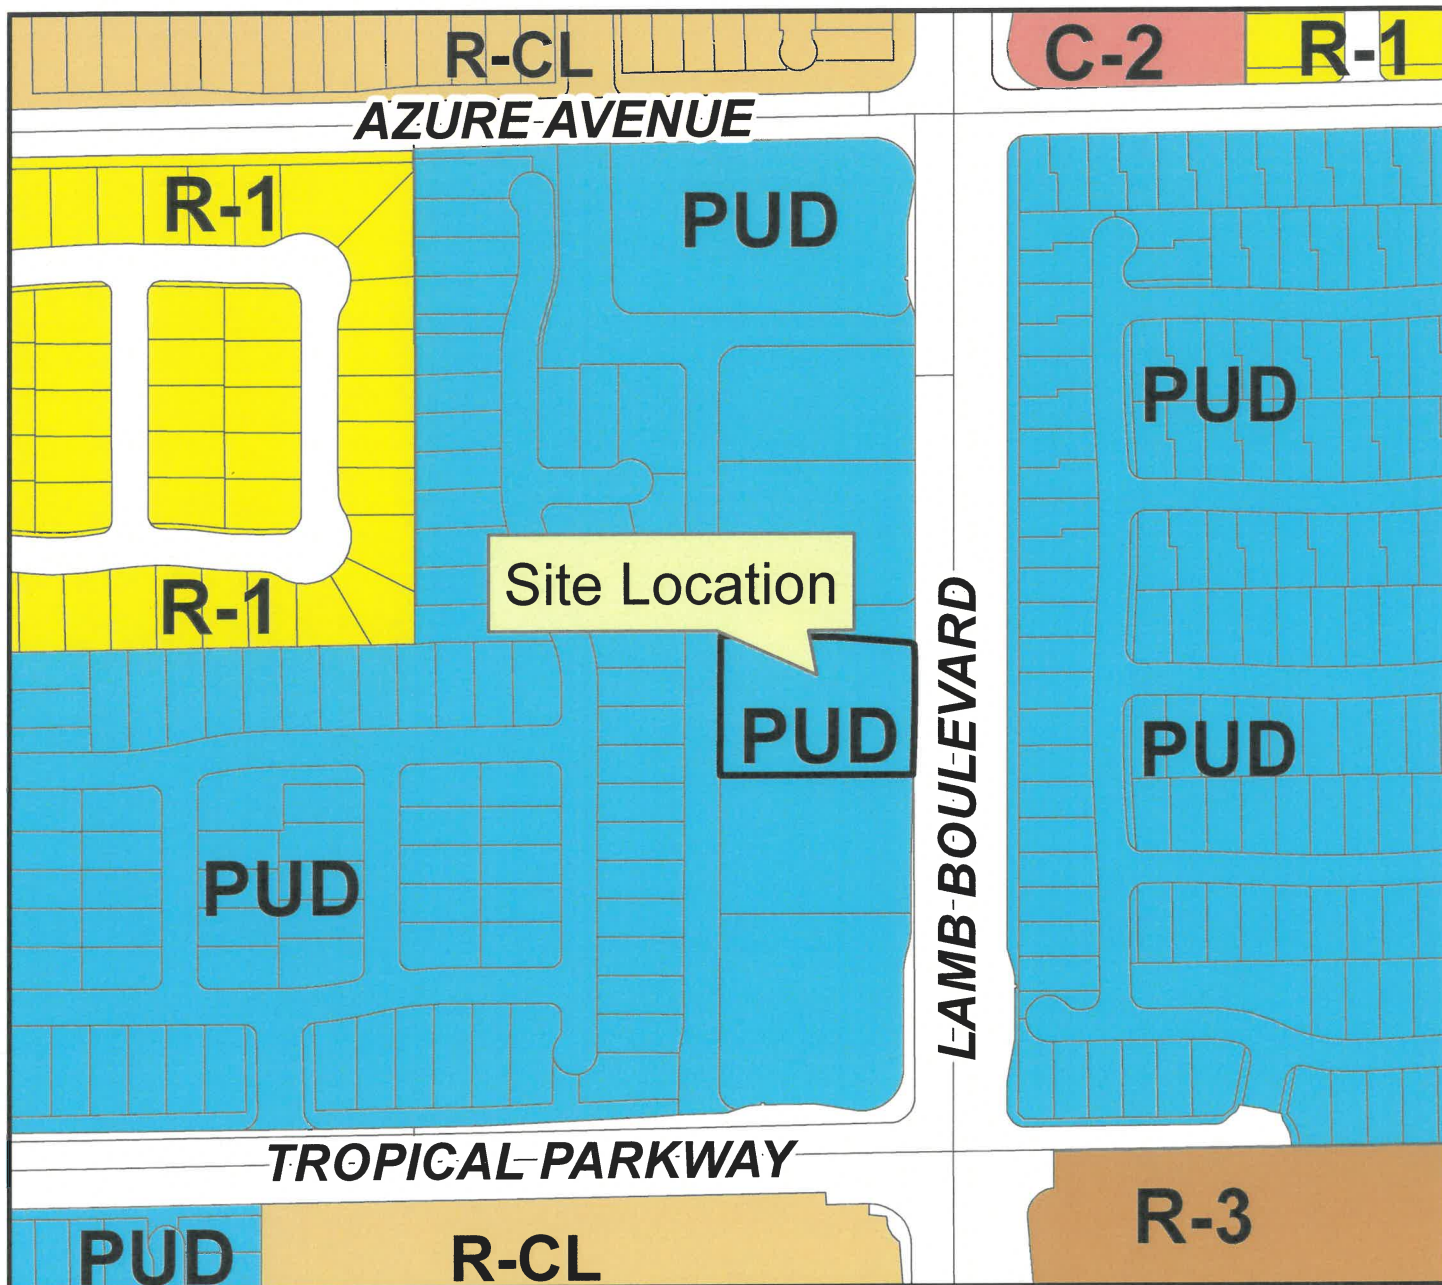 R-CL
C-2
R-1
AZURE AVENUE
R-1
PUD
PUD
Site Location
R-1
LAMB BOULEVARD
PUD
PUD
PUD
TROPICAL PARKWAY
R-3
PUD
R-CL